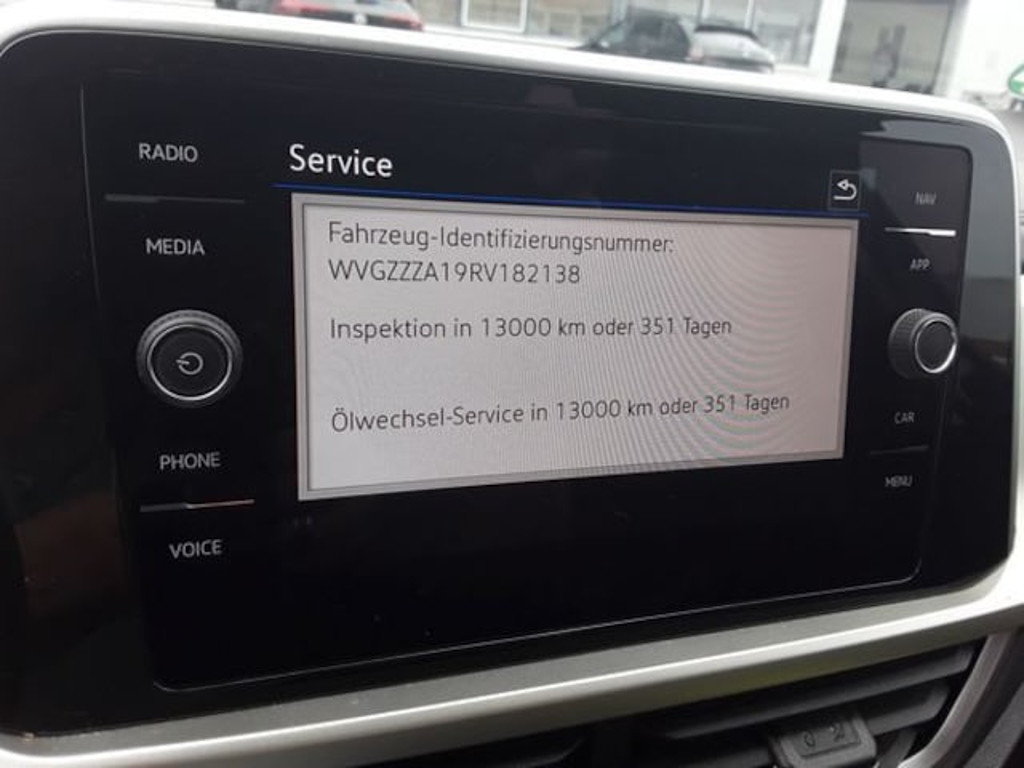 RADIO
MEDIA
PHONE
VOICE
Service
Fahrzeug-Identifizierungsnummer:
WVGZZZA19RV182138
Inspektion in 13000 km oder 351 Tagen
Ölwechsel-Service in 13000 km oder 351 Tagen
NAV
APP
CAR
MENU